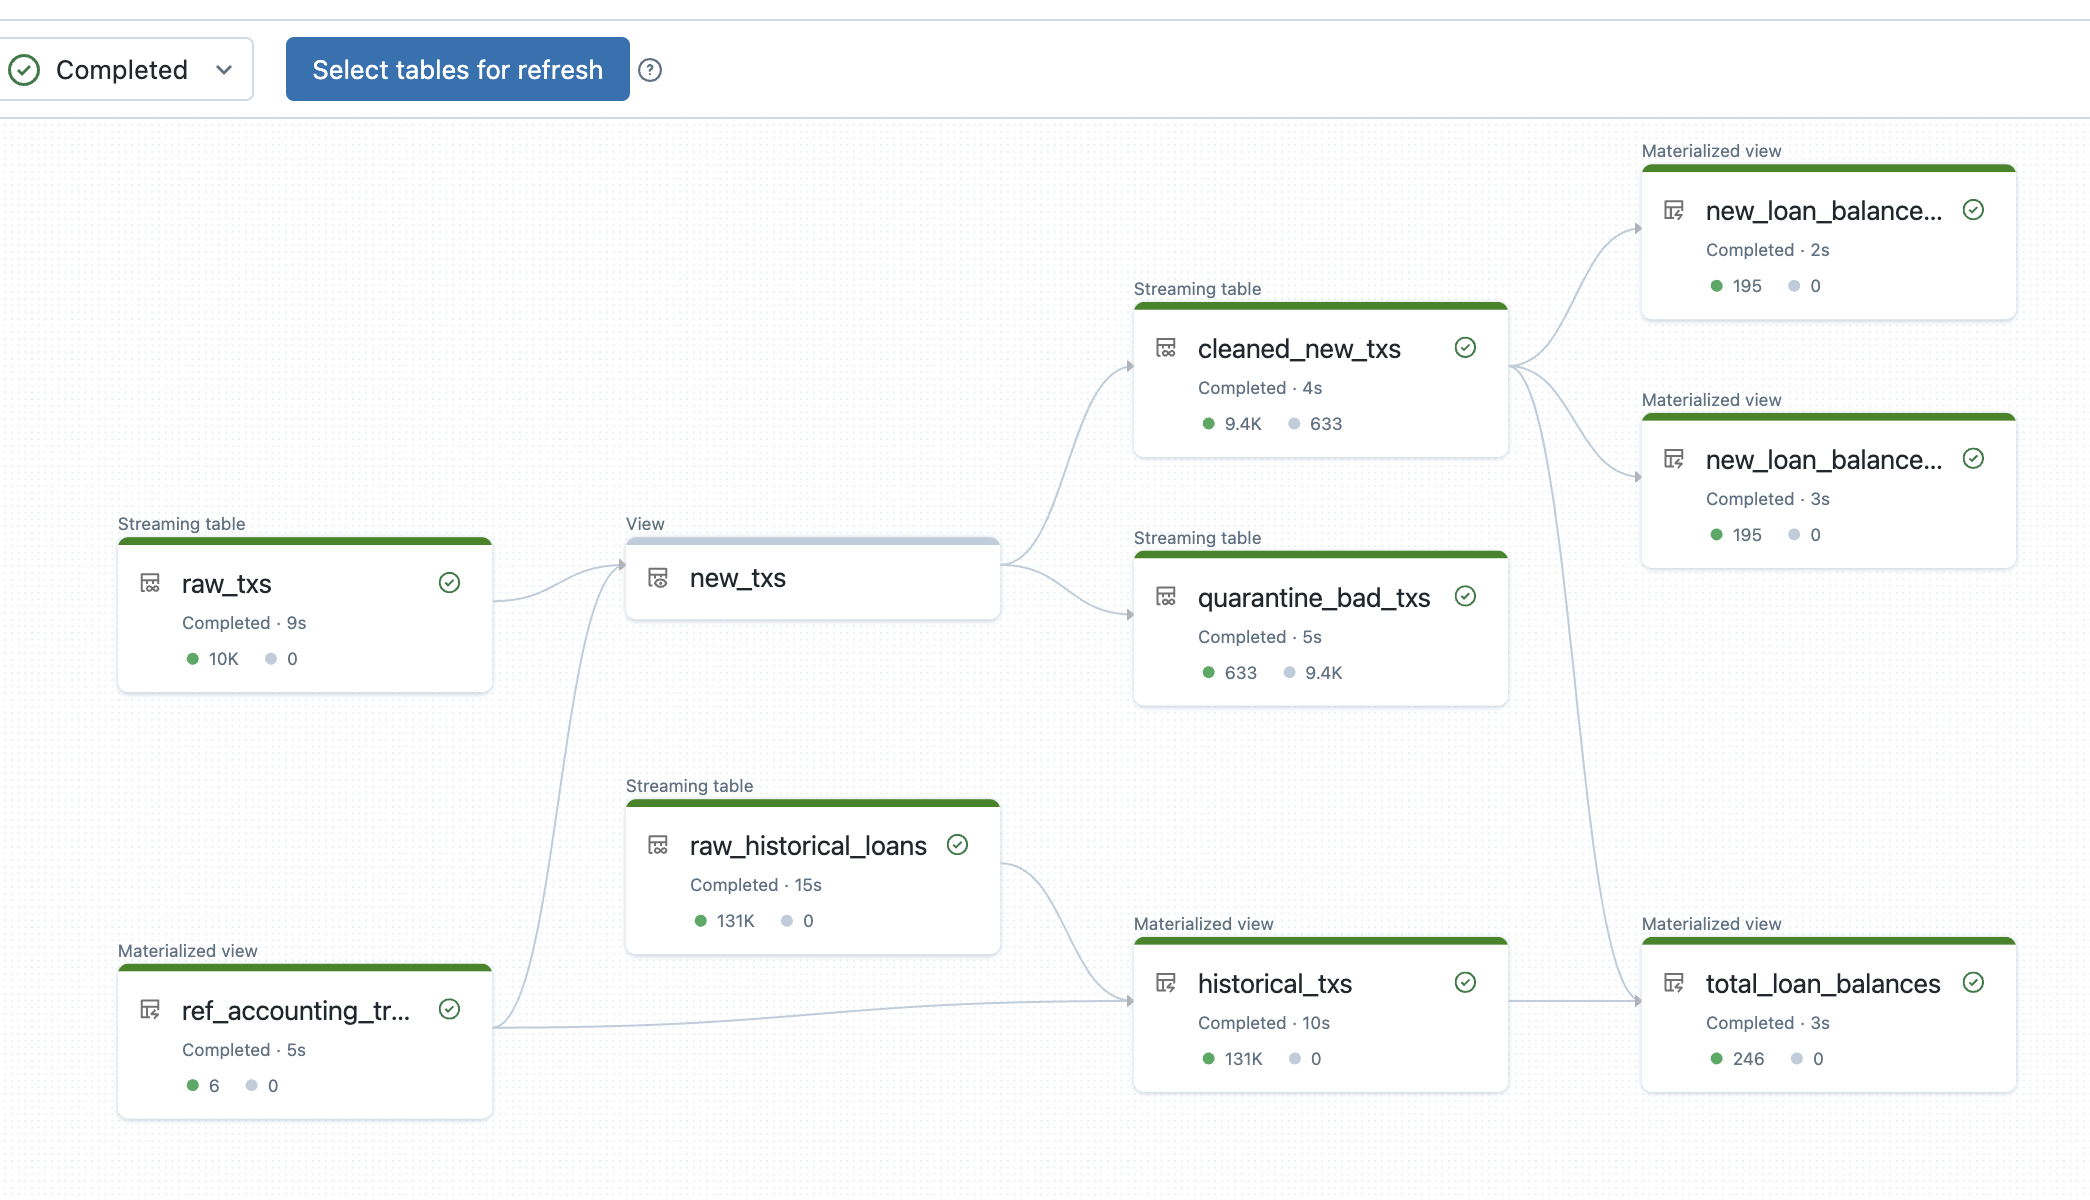 Completed
Select tables for refresh
?
Streaming table
raw_txs
Completed · 9s
10K 0
Materialized view
ref_accounting_tr...
Completed · 5s
6 0
View
new_txs
Streaming table
raw_historical_loans
Completed · 15s
131K 0
Streaming table
cleaned_new_txs
Completed · 4s
9.4K 633
Streaming table
quarantine_bad_txs
Completed · 5s
633 9.4K
Materialized view
historical_txs
Completed · 10s
131K 0
Materialized view
new_loan_balance...
Completed · 2s
195 0
Materialized view
new_loan_balance...
Completed · 3s
195 0
Materialized view
total_loan_balances
Completed · 3s
246 0